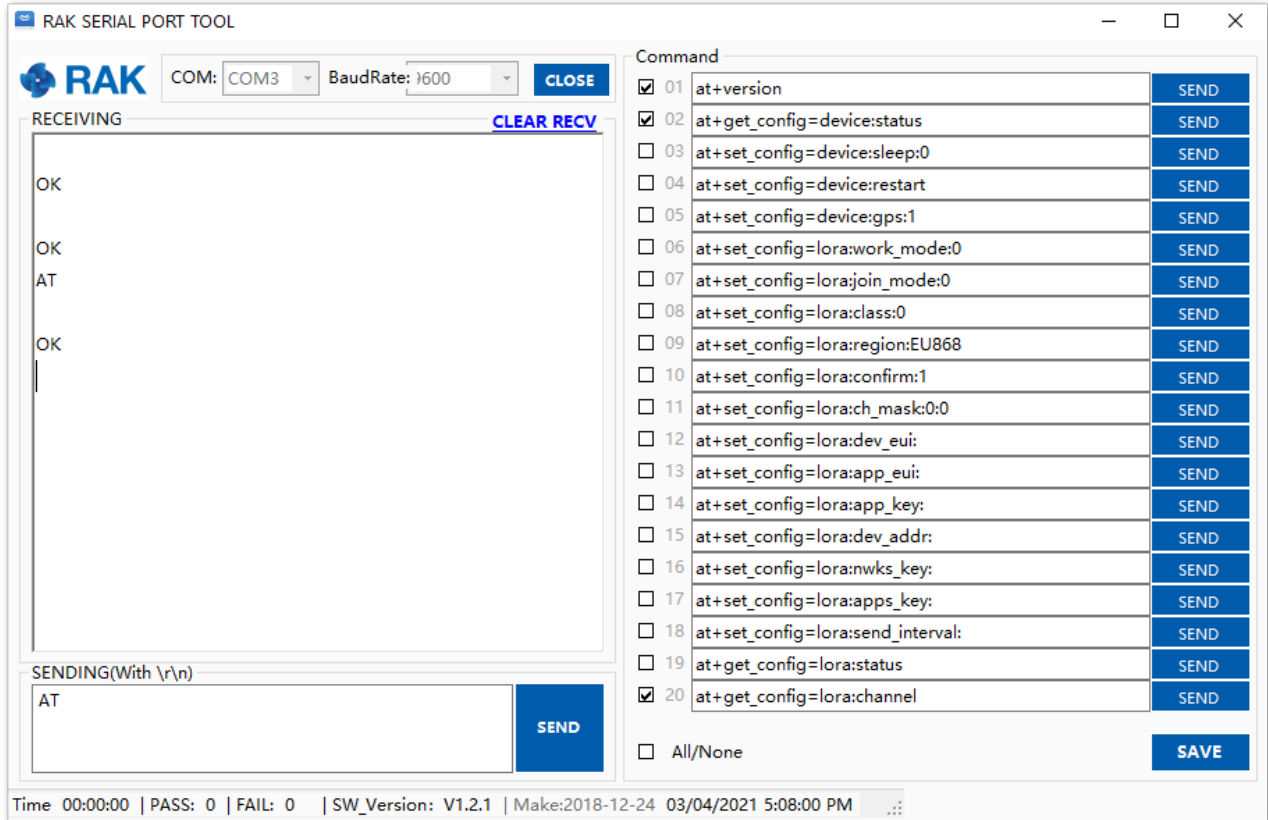 RAK SERIAL PORT TOOL
RAK
COM: COM3 BaudRate: 9600 CLOSE
RECEIVING CLEAR RECV
OK
OK
AT
OK
SENDING(With \r\n)
AT
SEND
Command
01 at+version SEND
02 at+get_config=device:status SEND
03 at+set_config=device:sleep:0 SEND
04 at+set_config=device:restart SEND
05 at+set_config=device:gps:1 SEND
06 at+set_config=lora:work_mode:0 SEND
07 at+set_config=lora:join_mode:0 SEND
08 at+set_config=lora:class:0 SEND
09 at+set_config=lora:region:EU868 SEND
10 at+set_config=lora:confirm:1 SEND
11 at+set_config=lora:ch_mask:0:0 SEND
12 at+set_config=lora:dev_eui: SEND
13 at+set_config=lora:app_eui: SEND
14 at+set_config=lora:app_key: SEND
15 at+set_config=lora:dev_addr: SEND
16 at+set_config=lora:nwks_key: SEND
17 at+set_config=lora:apps_key: SEND
18 at+set_config=lora:send_interval: SEND
19 at+get_config=lora:status SEND
20 at+get_config=lora:channel SEND
All/None SAVE
Time 00:00:00 | PASS: 0 | FAIL: 0 | SW_Version: V1.2.1 | Make:2018-12-24 03/04/2021 5:08:00 PM